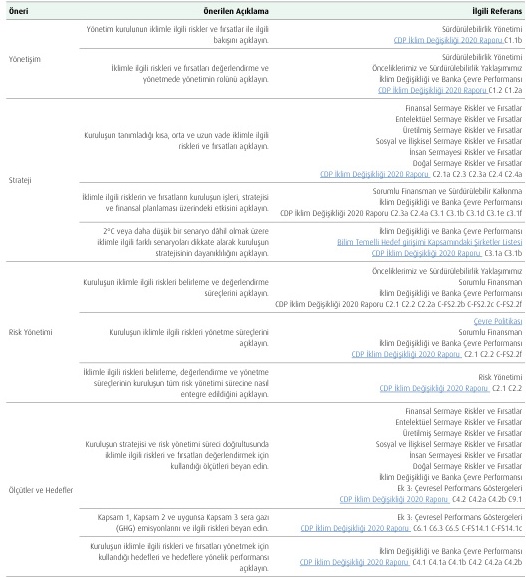 Öneri Önerilen Açıklama İlgili Referans
Yönetişim
Yönetim kurulunun iklimle ilgili riskler ve fırsatlar ile ilgili
bakışını açıklayın.
Sürdürülebilirlik Yönetimi
CDP İklim Değişikliği 2020 Raporu C1.1b
İklimle ilgili riskleri ve fırsatları değerlendirme ve
yönetmede yönetimin rolünü açıklayın.
Sürdürülebilirlik Yönetimi
Önceliklerimiz ve Sürdürülebilirlik Yaklaşımımız
İklim Değişikliği ve Banka Çevre Performansı
CDP İklim Değişikliği 2020 Raporu C1.2 C1.2a
Strateji
Kuruluşun tanımladığı kısa, orta ve uzun vade iklimle ilgili
riskleri ve fırsatları açıklayın.
Finansal Sermaye Riskler ve Fırsatlar
Entelektüel Sermaye Riskler ve Fırsatlar
Üretilmiş Sermaye Riskler ve Fırsatlar
Sosyal ve İlişkisel Sermaye Riskler ve Fırsatlar
İnsan Sermayesi Riskler ve Fırsatlar
Doğal Sermaye Riskler ve Fırsatlar
CDP İklim Değişikliği 2020 Raporu C2.1a C2.3 C2.3a C2.4 C2.4a
İklimle ilgili risklerin ve fırsatların kuruluşun işleri, stratejisi
ve finansal planlaması üzerindeki etkisini açıklayın.
Sorumlu Finansman ve Sürdürülebilir Kalkınma
İklim Değişikliği ve Banka Çevre Performansı
CDP İklim Değişikliği 2020 Raporu C2.3a C2.4a C3.1 C3.1b C3.1d C3.1e c3.1f
2°C veya daha düşük bir senaryo dâhil olmak üzere
iklimle ilgili farklı senaryoları dikkate alarak kuruluşun
stratejisinin dayanıklılığını açıklayın.
İklim Değişikliği ve Banka Çevre Performansı
Bilim Temelli Hedef girişimi Kapsamındaki Şirketler Listesi
CDP İklim Değişikliği 2020 Raporu C3.1a C3.1b
Risk Yönetimi
Kuruluşun iklimle ilgili riskleri belirleme ve değerlendirme
süreçlerini açıklayın.
Önceliklerimiz ve Sürdürülebilirlik Yaklaşımımız
Sorumlu Finansman
İklim Değişikliği ve Banka Çevre Performansı
CDP İklim Değişikliği 2020 Raporu C2.1 C2.2 C2.2a C-FS2.2b C-FS2.2c C-FS2.2f
Kuruluşun iklimle ilgili riskleri yönetme süreçlerini
açıklayın.
Çevre Politikası
Sorumlu Finansman
İklim Değişikliği ve Banka Çevre Performansı
CDP İklim Değişikliği 2020 Raporu C2.1 C2.2 C-FS2.2f
İklimle ilgili riskleri belirleme, değerlendirme ve yönetme
süreçlerinin kuruluşun tüm risk yönetimi sürecine nasıl
entegre edildiğini açıklayın.
Risk Yönetimi
CDP İklim Değişikliği 2020 Raporu C2.1 C2.2
Ölçütler ve Hedefler
Kuruluşun stratejisi ve risk yönetimi süreci doğrultusunda
iklimle ilgili riskleri ve fırsatları değerlendirmek için
kullandığı ölçütleri beyan edin.
Finansal Sermaye Riskler ve Fırsatlar
Entelektüel Sermaye Riskler ve Fırsatlar
Üretilmiş Sermaye Riskler ve Fırsatlar
Sosyal ve İlişkisel Sermaye Riskler ve Fırsatlar
İnsan Sermayesi Riskler ve Fırsatlar
Doğal Sermaye Riskler ve Fırsatlar
İklim Değişikliği ve Banka Çevre Performansı
Ek 3: Çevresel Performans Göstergeleri
CDP İklim Değişikliği 2020 Raporu C4.2 C4.2a C4.2b C9.1
Kapsam 1, Kapsam 2 ve uygunsa Kapsam 3 sera gazı
(GHG) emisyonlarını ve ilgili riskleri beyan edin.
Ek 3: Çevresel Performans Göstergeleri
CDP İklim Değişikliği 2020 Raporu C6.1 C6.3 C6.5 C-FS14.1 C-FS14.1c
Kuruluşun iklimle ilgili riskleri ve fırsatları yönetmek için
kullandığı hedefleri ve hedeflere yönelik performansı
açıklayın.
İklim Değişikliği ve Banka Çevre Performansı
CDP İklim Değişikliği 2020 Raporu C4.1 C4.1a C4.1b C4.2 C4.2a C4.2b